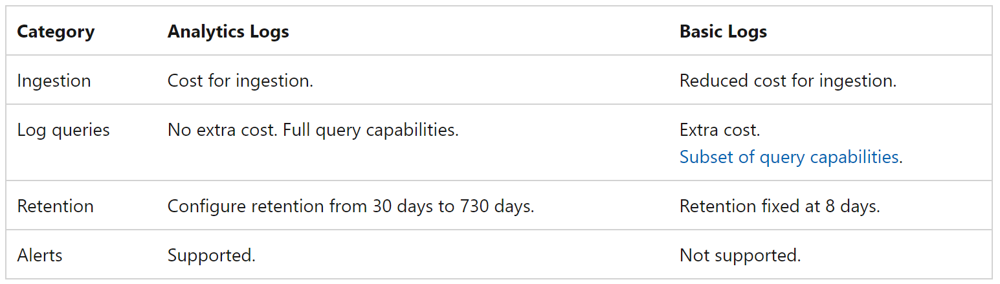 Category Analytics Logs Basic Logs
Ingestion Cost for ingestion. Reduced cost for ingestion.
Log queries No extra cost. Full query capabilities. Extra cost.
Subset of query capabilities.
Retention Configure retention from 30 days to 730 days. Retention fixed at 8 days.
Alerts Supported. Not supported.